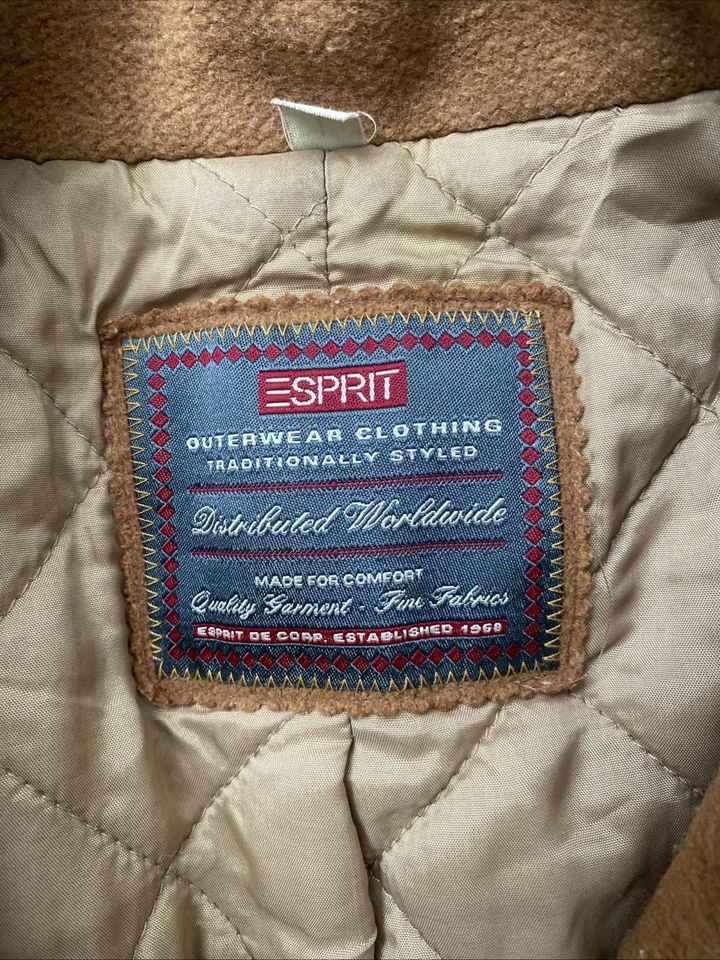 ESPRIT
OUTERWEAR CLOTHING
TRADITIONALLY STYLED
Distributed Worldwide
MADE FOR COMFORT
Quality Garment - Fine Fabrics
ESPRIT DE CORP. ESTABLISHED 1968